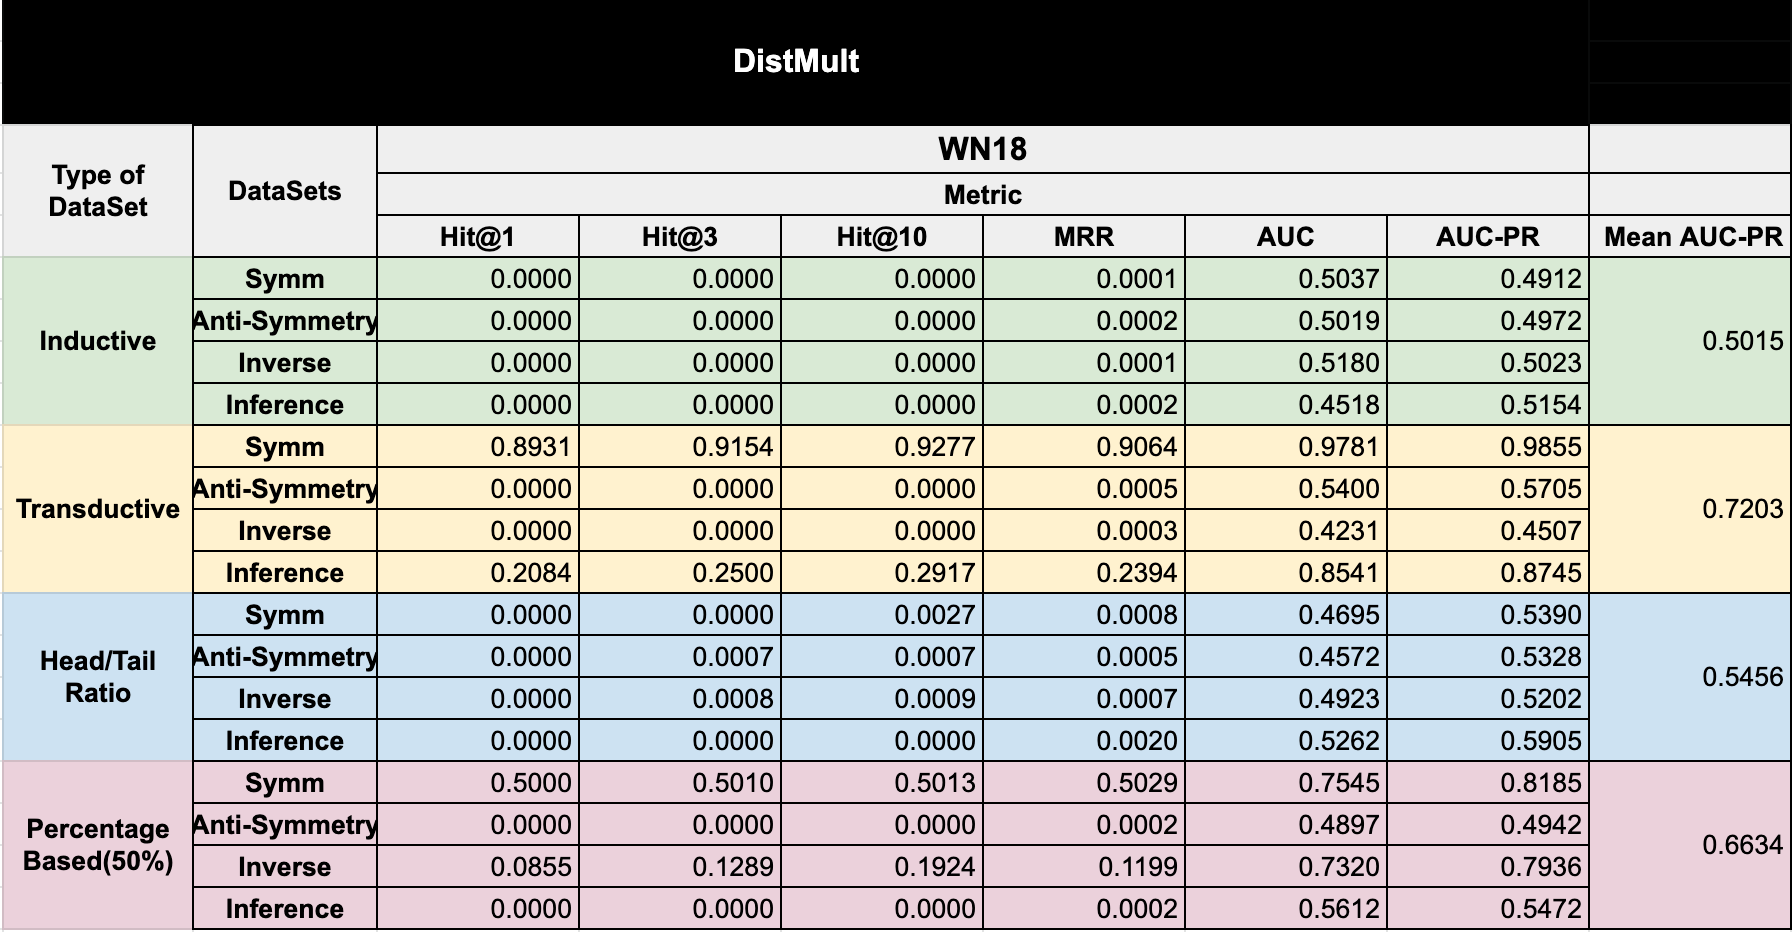 DistMult
Type of DataSet DataSets WN18
Metric
Hit@1 Hit@3 Hit@10 MRR AUC AUC-PR Mean AUC-PR
Inductive Symm 0.0000 0.0000 0.0000 0.0001 0.5037 0.4912 0.5015
Anti-Symmetry 0.0000 0.0000 0.0000 0.0002 0.5019 0.4972
Inverse 0.0000 0.0000 0.0000 0.0001 0.5180 0.5023
Inference 0.0000 0.0000 0.0000 0.0002 0.4518 0.5154
Transductive Symm 0.8931 0.9154 0.9277 0.9064 0.9781 0.9855 0.7203
Anti-Symmetry 0.0000 0.0000 0.0000 0.0005 0.5400 0.5705
Inverse 0.0000 0.0000 0.0000 0.0003 0.4231 0.4507
Inference 0.2084 0.2500 0.2917 0.2394 0.8541 0.8745
Head/Tail Ratio Symm 0.0000 0.0000 0.0027 0.0008 0.4695 0.5390 0.5456
Anti-Symmetry 0.0000 0.0007 0.0007 0.0005 0.4572 0.5328
Inverse 0.0000 0.0008 0.0009 0.0007 0.4923 0.5202
Inference 0.0000 0.0000 0.0000 0.0020 0.5262 0.5905
Percentage Based(50%) Symm 0.5000 0.5010 0.5013 0.5029 0.7545 0.8185 0.6634
Anti-Symmetry 0.0000 0.0000 0.0000 0.0002 0.4897 0.4942
Inverse 0.0855 0.1289 0.1924 0.1199 0.7320 0.7936
Inference 0.0000 0.0000 0.0000 0.0002 0.5612 0.5472